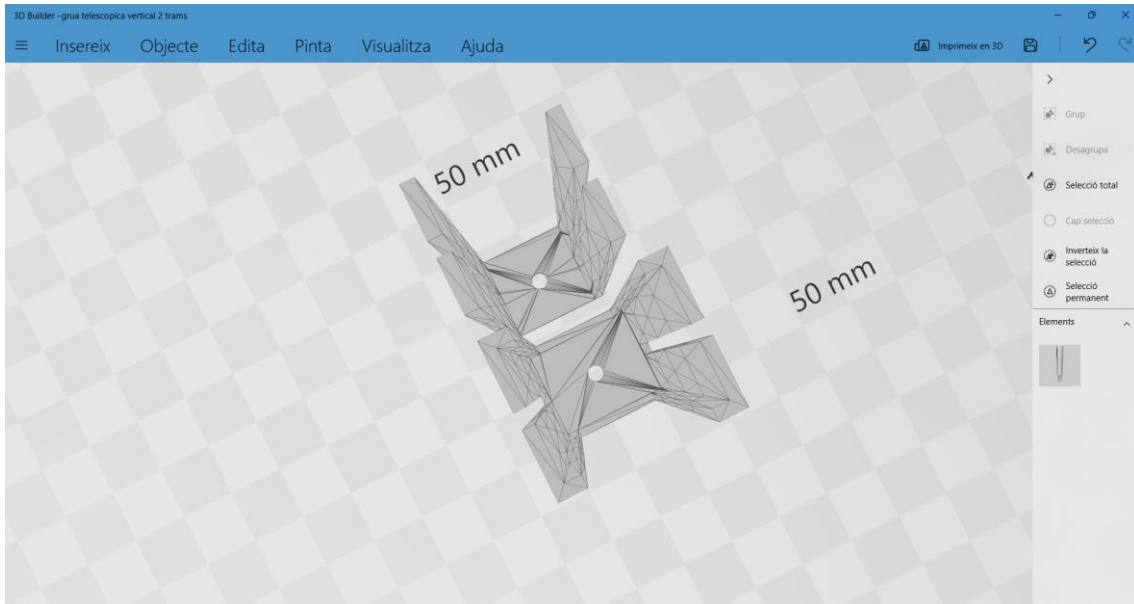 3D Builder -grua telescopica vertical 2 trams
Insereix Objecte Edita Pinta Visualitza Ajuda
Imprimeix en 3D
50 mm
50 mm
Grup
Desagrupa
Selecció total
Cap selecció
Inverteix la
selecció
Selecció
permanent
Elements